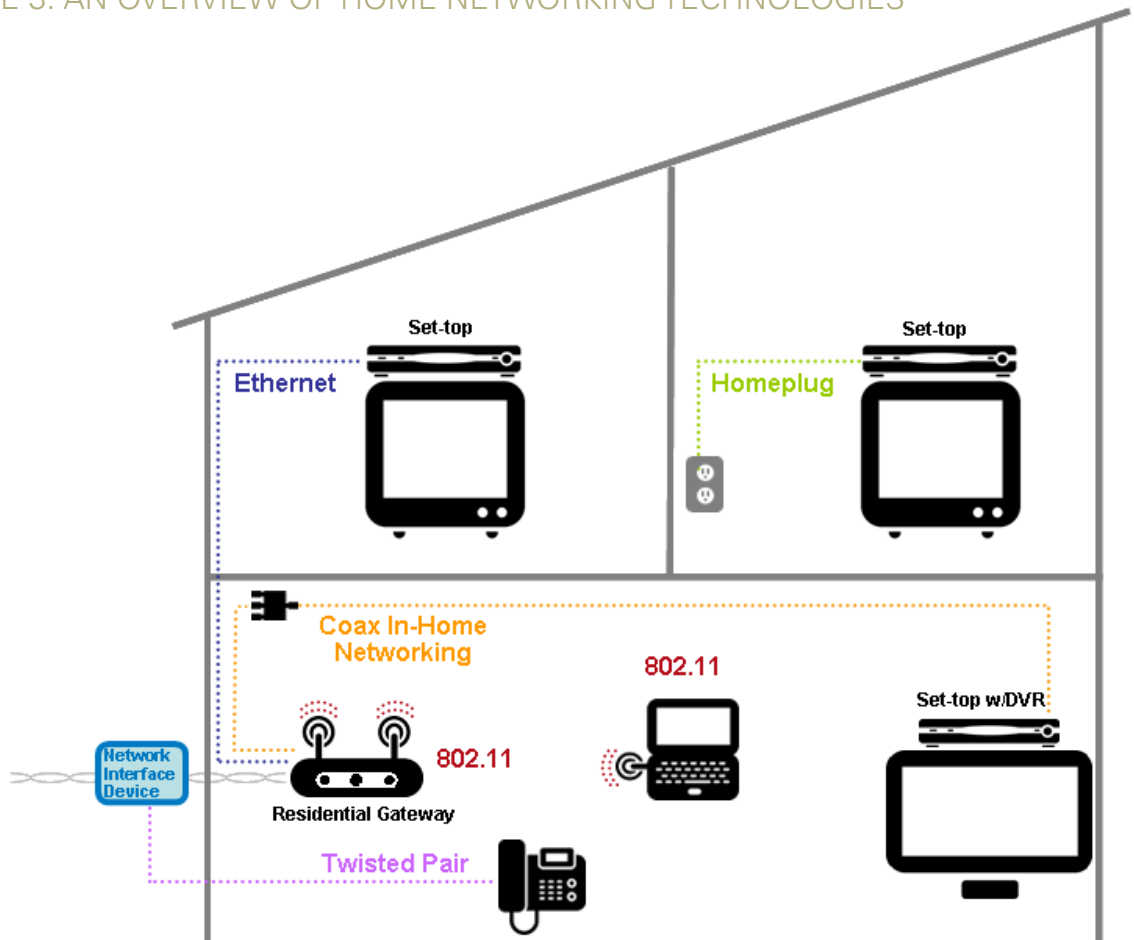 E 3: AN OVERVIEW OF HOME NETWORKING TECHNOLOGIES
Set-top
Set-top
Ethernet
Homeplug
Coax In-Home
Networking
802.11
Set-top w/DVR
802.11
Network
Interface
Device
Residential Gateway
Twisted Pair